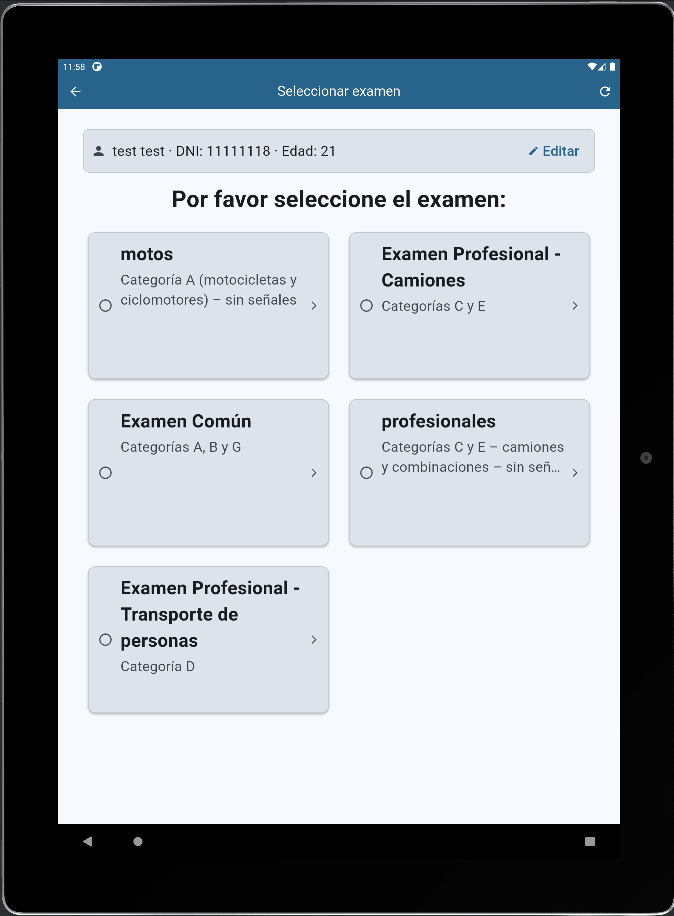 11:58
Seleccionar examen
test test · DNI: 11111118 · Edad: 21
Editar
Por favor seleccione el examen:
motos
Categoría A (motocicletas y
ciclomotores) – sin señales
Examen Profesional -
Camiones
Categorías C y E
Examen Común
Categorías A, B y G
profesionales
Categorías C y E – camiones
y combinaciones – sin señ...
Examen Profesional -
Transporte de
personas
Categoría D